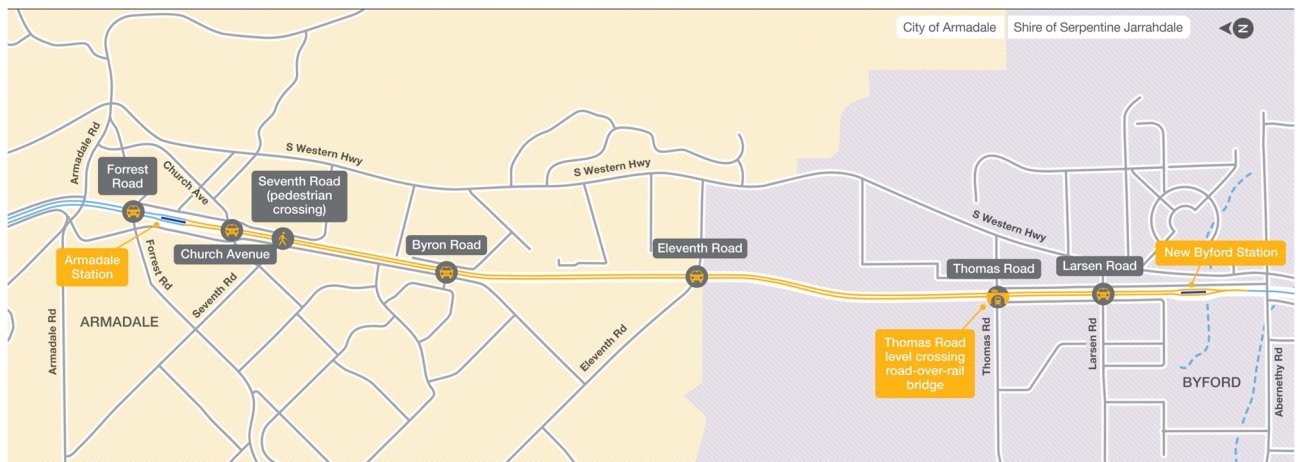 City of Armadale
Shire of Serpentine Jarrahdale
N
Armadale Rd
Forrest
Road
Church Ave
S Western Hwy
Seventh Road
(pedestrian
crossing)
S Western Hwy
S Western Hwy
Armadale
Station
Church Avenue
Byron Road
Eleventh Road
Thomas Road
Larsen Road
New Byford Station
Forrest Rd
Seventh Rd
ARMADALE
Armadale Rd
Eleventh Rd
Thomas Road
level crossing
road-over-rail
bridge
Thomas Rd
Larsen Rd
BYFORD
Abernethy Rd